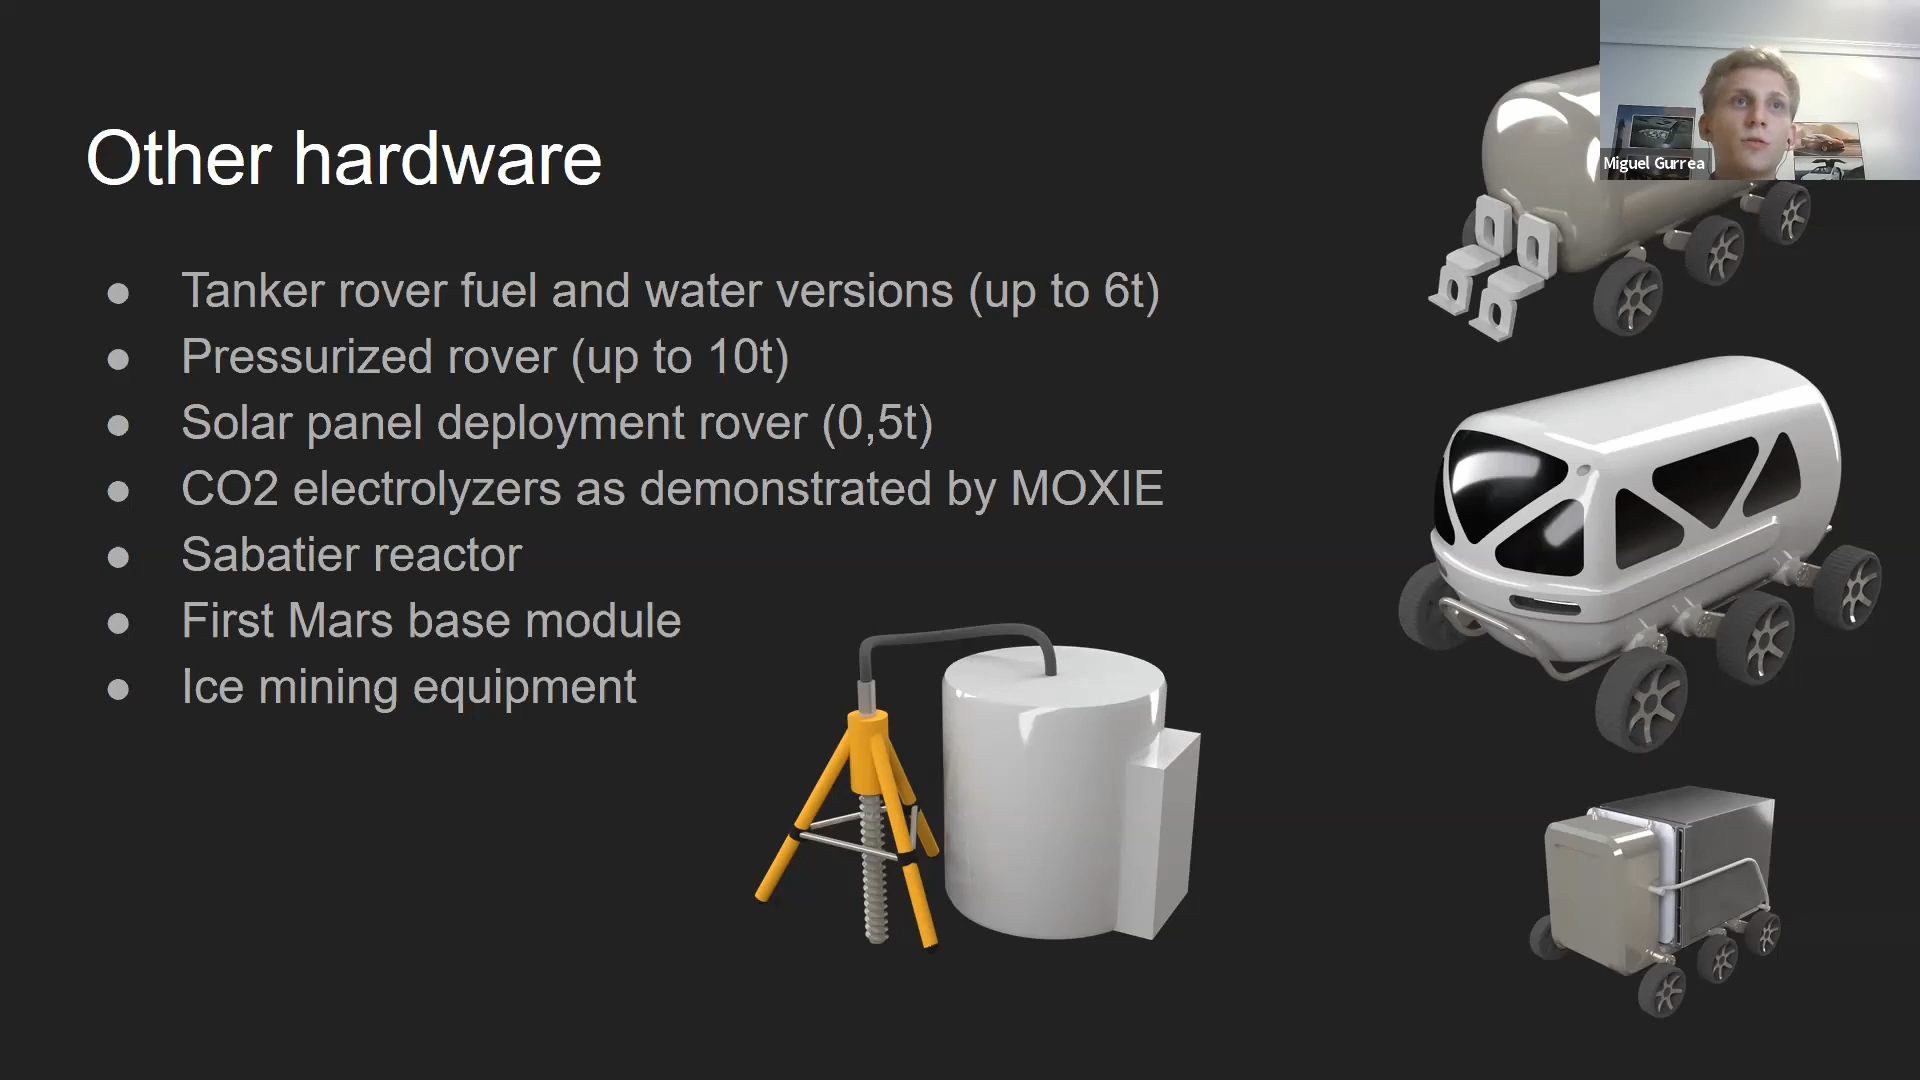 Other hardware
Miguel Gurrea
● Tanker rover fuel and water versions (up to 6t)
● Pressurized rover (up to 10t)
● Solar panel deployment rover (0,5t)
● CO2 electrolyzers as demonstrated by MOXIE
● Sabatier reactor
● First Mars base module
● Ice mining equipment